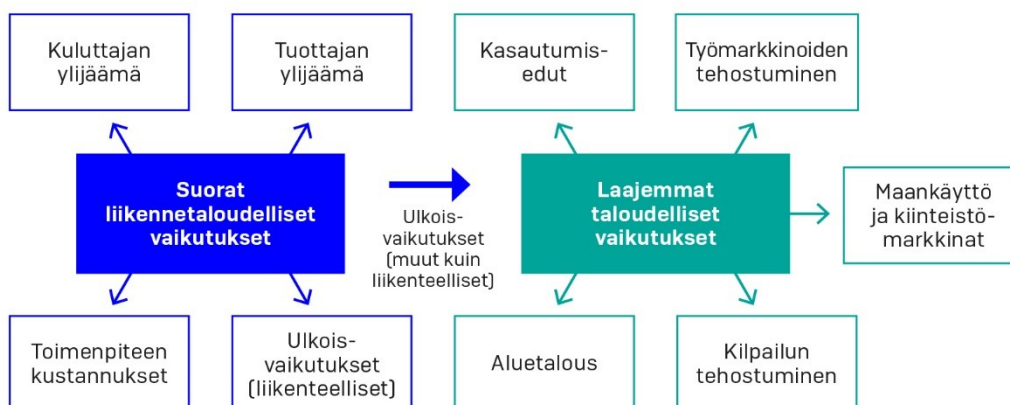 Kuluttajan
ylijäämä
Tuottajan
ylijäämä
Kasautumis-
edut
Työmarkkinoiden
tehostuminen
Suorat
liikennetaloudelliset
vaikutukset
Ulkois-
vaikutukset
(muut kuin
liikenteelliset)
Laajemmat
taloudelliset
vaikutukset
Maankäyttö
ja kiinteistö-
markkinat
Toimenpiteen
kustannukset
Ulkois-
vaikutukset
(liikenteelliset)
Aluetalous
Kilpailun
tehostuminen